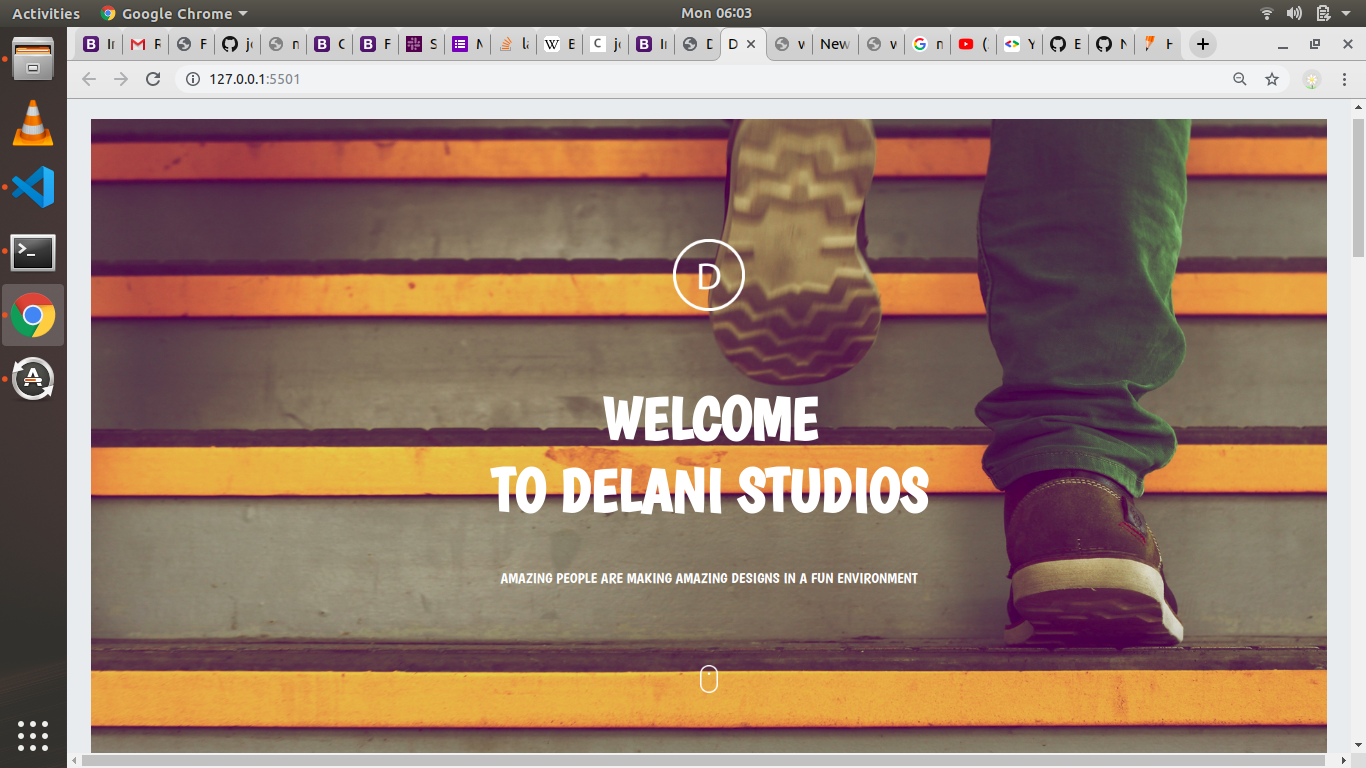 Activities Google Chrome Mon 06:03
127.0.0.1:5501
D
WELCOME
TO DELANI STUDIOS
AMAZING PEOPLE ARE MAKING AMAZING DESIGNS IN A FUN ENVIRONMENT